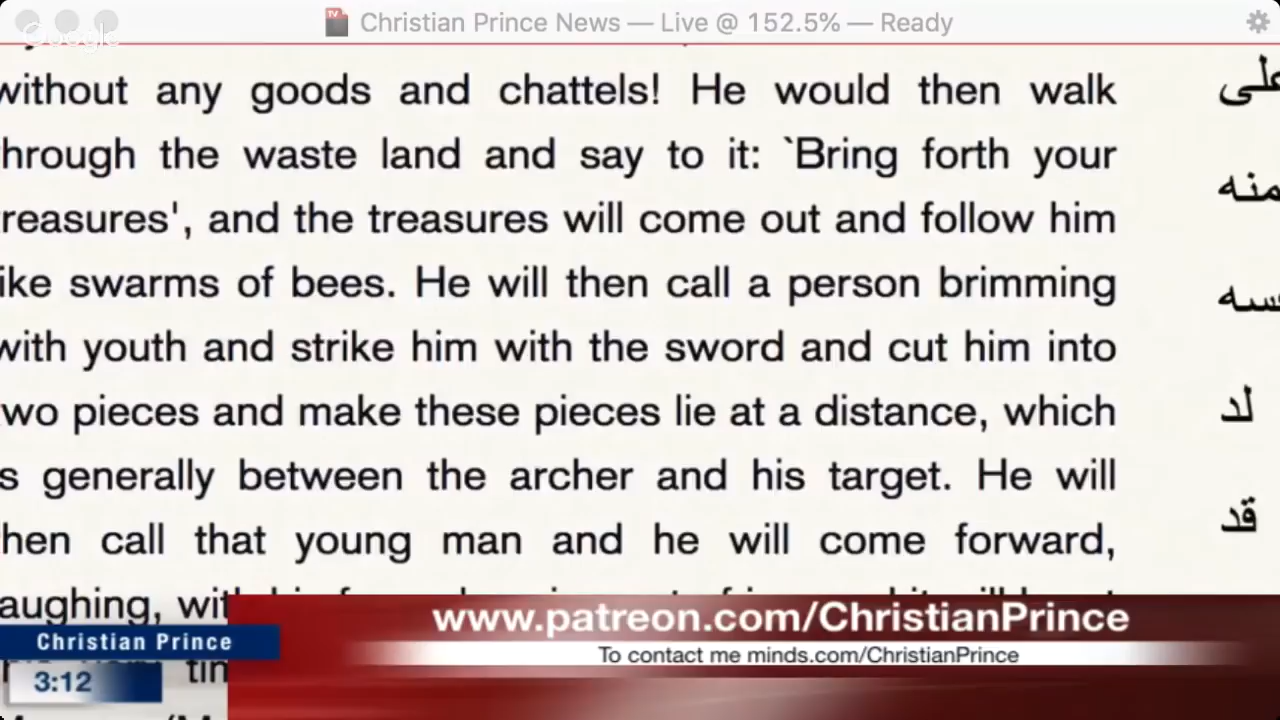 Christian Prince News — Live @ 152.5% — Ready
Google
without any goods and chattels! He would then walk
hrough the waste land and say to it: `Bring forth your
reasures', and the treasures will come out and follow him
ike swarms of bees. He will then call a person brimming
with youth and strike him with the sword and cut him into
wo pieces and make these pieces lie at a distance, which
s generally between the archer and his target. He will
hen call that young man and he will come forward,
aughing,
على
منه
لد
قد
www.patreon.com/ChristianPrince
To contact me minds.com/ChristianPrince
Christian Prince
3:12